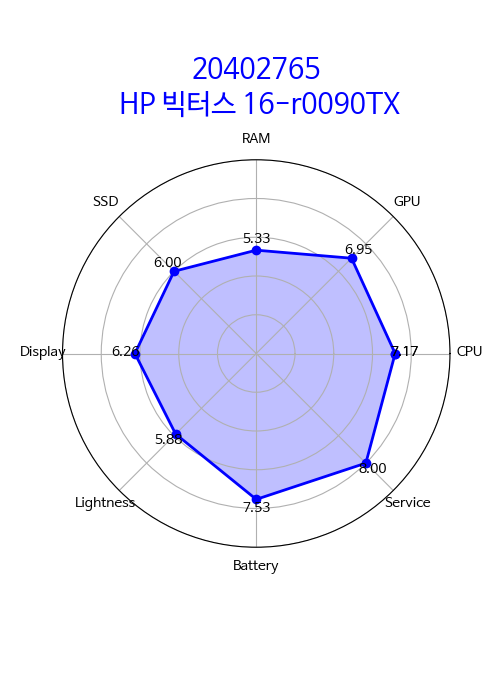 20402765
HP 빅터스 16-r0090TX
RAM
SSD
GPU
5.33
6.95
6.00
Display
6.26
7.17
CPU
5.88
8.00
Lightness
7.53
Service
Battery